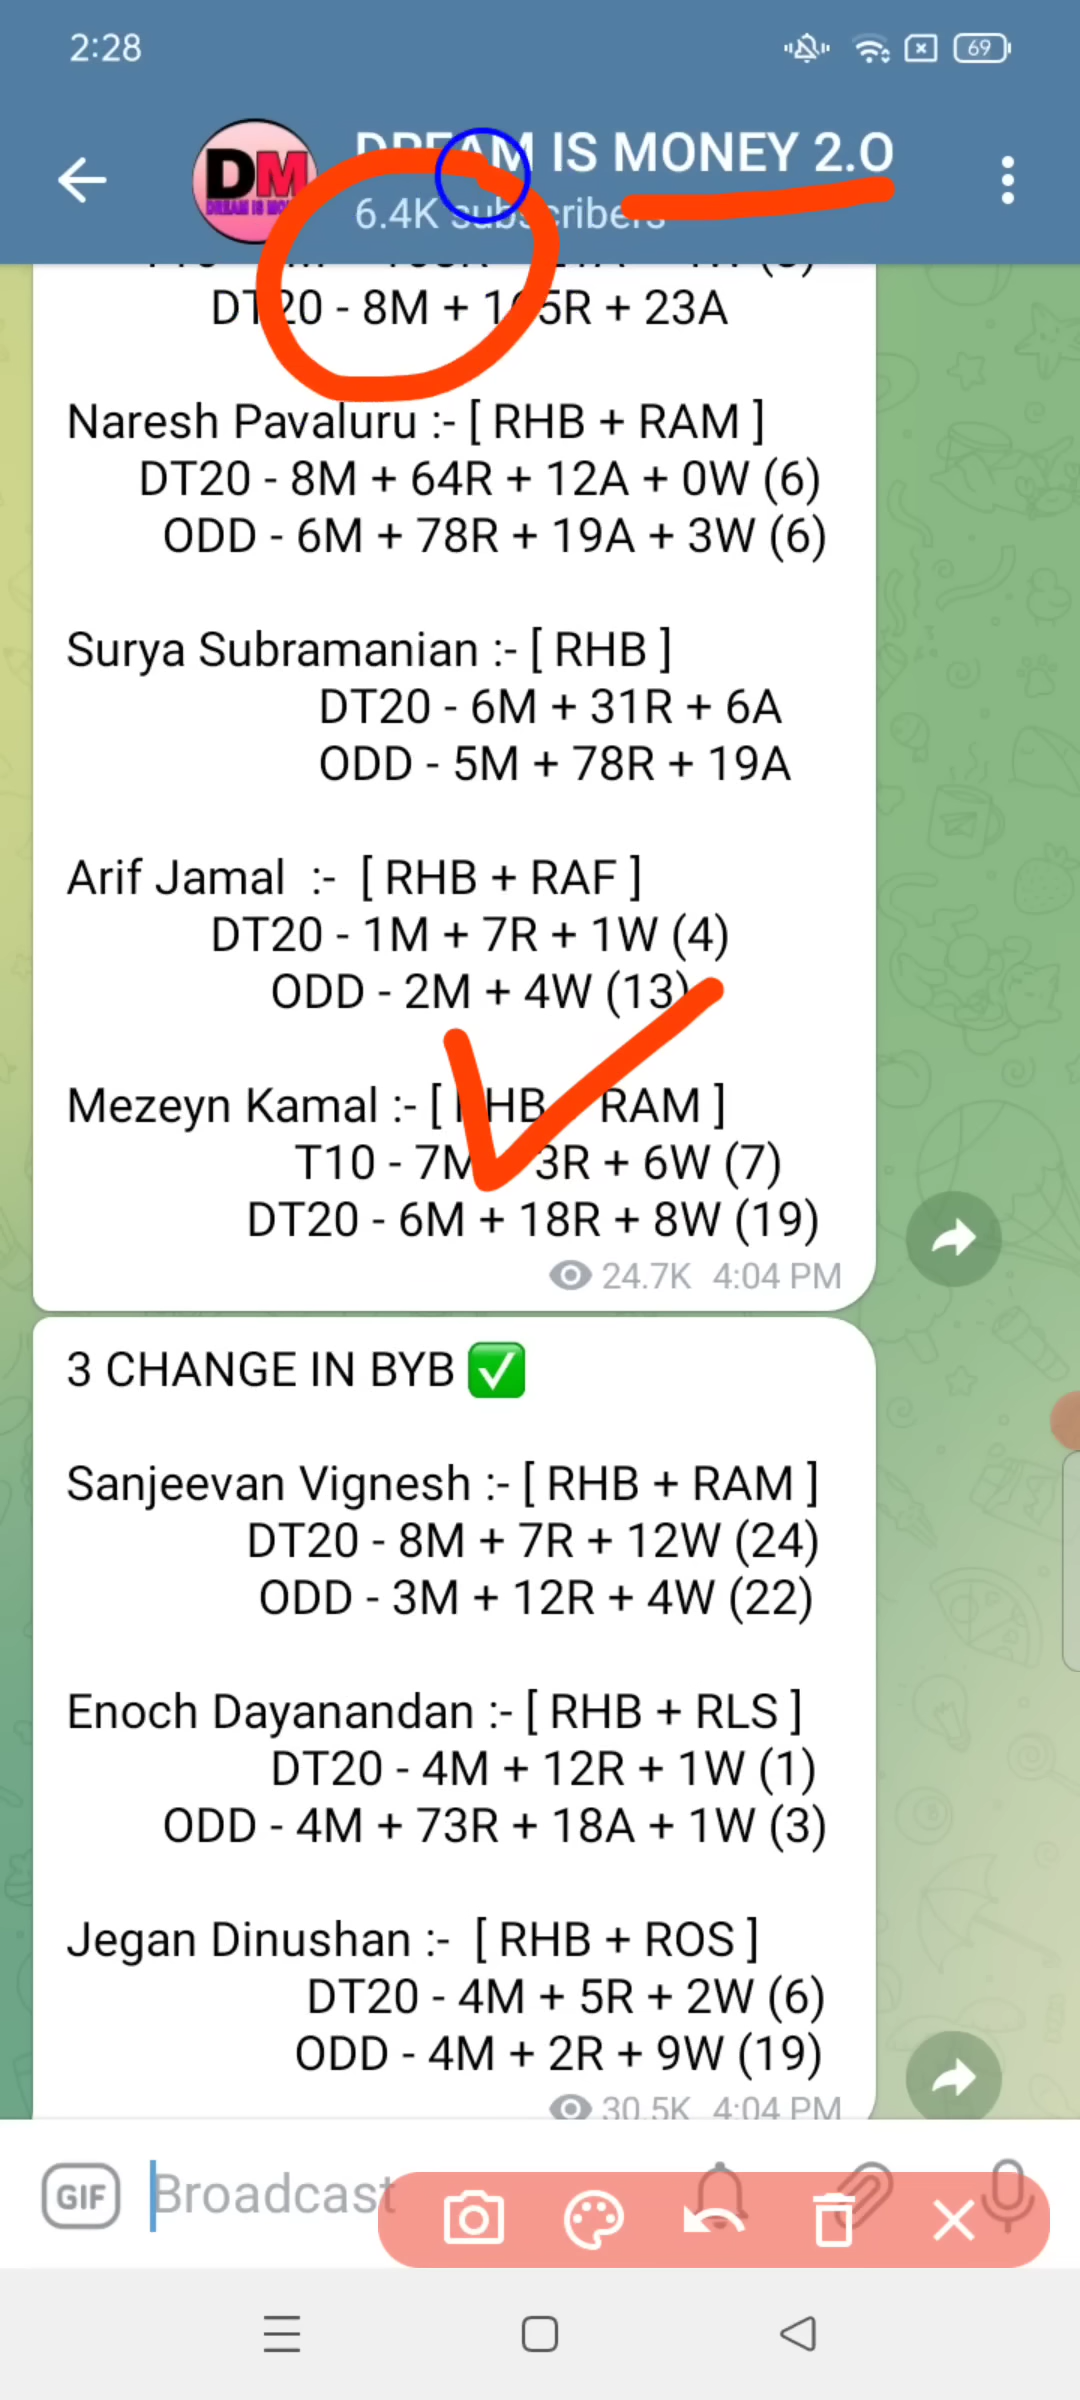 2:28
69
DM
DREAM IS MONEY 2.O
6.4K subscribers
DT20 - 8M + 5R + 23A
Naresh Pavaluru :- [ RHB + RAM ]
DT20 - 8M + 64R + 12A + 0W (6)
ODD - 6M + 78R + 19A + 3W (6)
Surya Subramanian :- [ RHB ]
DT20 - 6M + 31R + 6A
ODD - 5M + 78R + 19A
Arif Jamal :- [ RHB + RAF ]
DT20 - 1M + 7R + 1W (4)
ODD - 2M + 4W (13)
Mezeyn Kamal :- [ RHB RAM ]
T10 - 7M 3R + 6W (7)
DT20 - 6M + 18R + 8W (19)
24.7K 4:04 PM
3 CHANGE IN BYB ✅
Sanjeevan Vignesh :- [ RHB + RAM ]
DT20 - 8M + 7R + 12W (24)
ODD - 3M + 12R + 4W (22)
Enoch Dayanandan :- [ RHB + RLS ]
DT20 - 4M + 12R + 1W (1)
ODD - 4M + 73R + 18A + 1W (3)
Jegan Dinushan :- [ RHB + ROS ]
DT20 - 4M + 5R + 2W (6)
ODD - 4M + 2R + 9W (19)
30.5K 4:04 PM
GIF
Broadcast